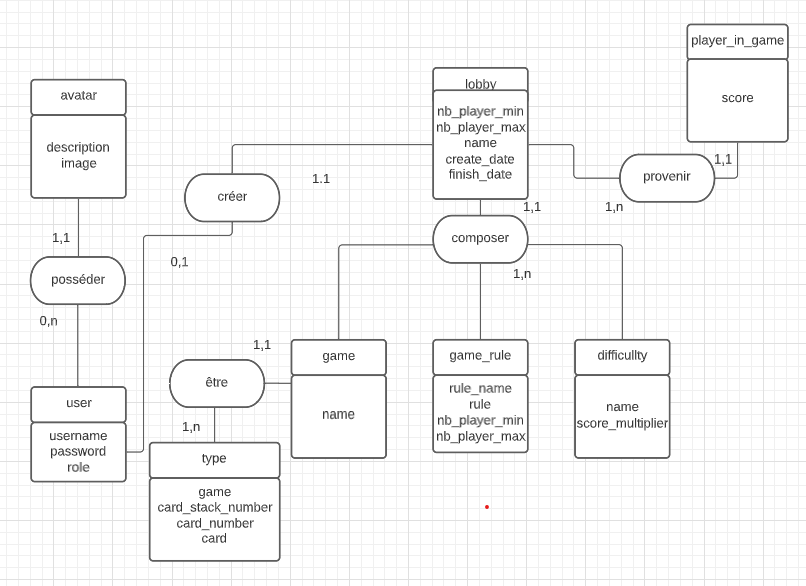 player_in_game
score
lobby
nb_player_min
nb_player_max
name
create_date
finish_date
avatar
description
image
créer
1.1
provenir
1,1
1,n
1,1
composer
1,n
1,1
posséder
0,n
0,1
user
username
password
role
être
1,1
1,n
type
game
card_stack_number
card_number
card
game
name
game_rule
rule_name
rule
nb_player_min
nb_player_max
difficullty
name
score_multiplier